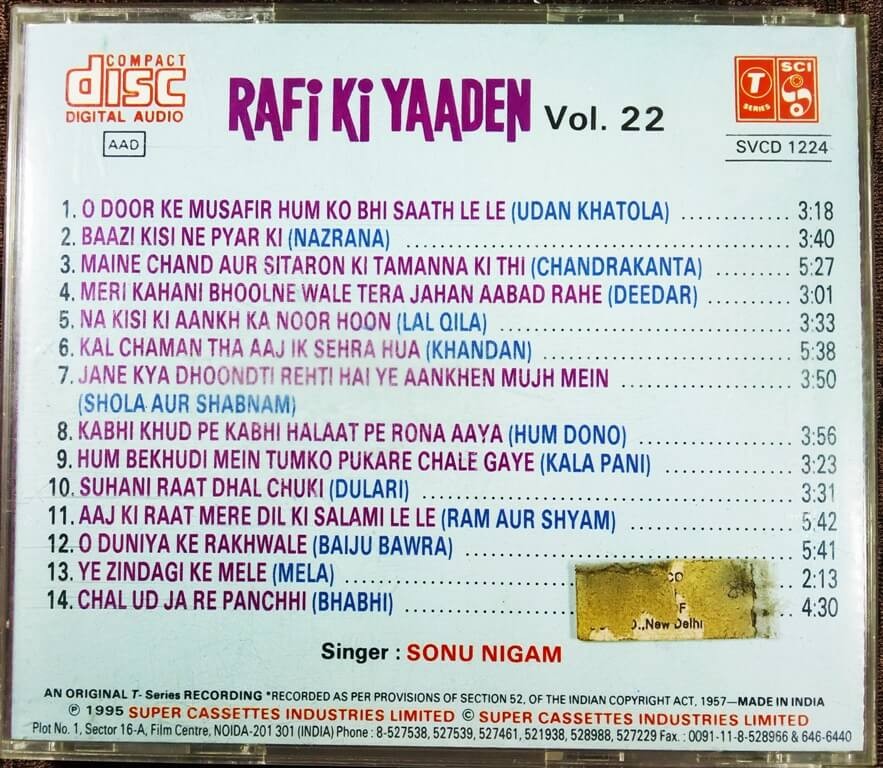 COMPACT
disc
DIGITAL AUDIO
AAD
RAFi Ki YAADEN Vol. 22
T
SERIES
SCI
SVCD 1224
1. O DOOR KE MUSAFIR HUM KO BHI SAATH LE LE (UDAN KHATOLA) ............ 3:18
2. BAAZI KISI NE PYAR KI (NAZRANA) ............ 3:40
3. MAINE CHAND AUR SITARON KI TAMANNA KI THI (CHANDRAKANTA) ............ 5:27
4. MERI KAHANI BHOOLNE WALE TERA JAHAN AABAD RAHE (DEEDAR) ............ 3:01
5. NA KISI KI AANKH KA NOOR HOON (LAL QILA) ............ 3:33
6. KAL CHAMAN THA AAJ IK SEHRA HUA (KHANDAN) ............ 5:38
7. JANE KYA DHOONDTI REHTI HAI YE AANKHEN MUJH MEIN ............ 3:50
(SHOLA AUR SHABNAM)
8. KABHI KHUD PE KABHI HALAAT PE RONA AAYA (HUM DONO) ............ 3:56
9. HUM BEKHUDI MEIN TUMKO PUKARE CHALE GAYE (KALA PANI) ............ 3:23
10. SUHANI RAAT DHAL CHUKI (DULARI) ............ 3:31
11. AAJ KI RAAT MERE DIL KI SALAMI LE LE (RAM AUR SHYAM) ............ 5:42
12. O DUNIYA KE RAKHWALE (BAIJU BAWRA) ............ 5:41
13. YE ZINDAGI KE MELE (MELA) ............ 2:13
14. CHAL UD JA RE PANCHHI (BHABHI) ............ 4:30
New Delhi
Singer : SONU NIGAM
AN ORIGINAL T- Series RECORDING *RECORDED AS PER PROVISIONS OF SECTION 52, OF THE INDIAN COPYRIGHT ACT, 1957—MADE IN INDIA
℗ 1995 SUPER CASSETTES INDUSTRIES LIMITED © SUPER CASSETTES INDUSTRIES LIMITED
Plot No. 1, Sector 16-A, Film Centre, NOIDA-201 301 (INDIA) Phone : 8-527538, 527539, 527461, 521938, 528988, 527229 Fax. : 0091-11-8-528966 & 646-6440